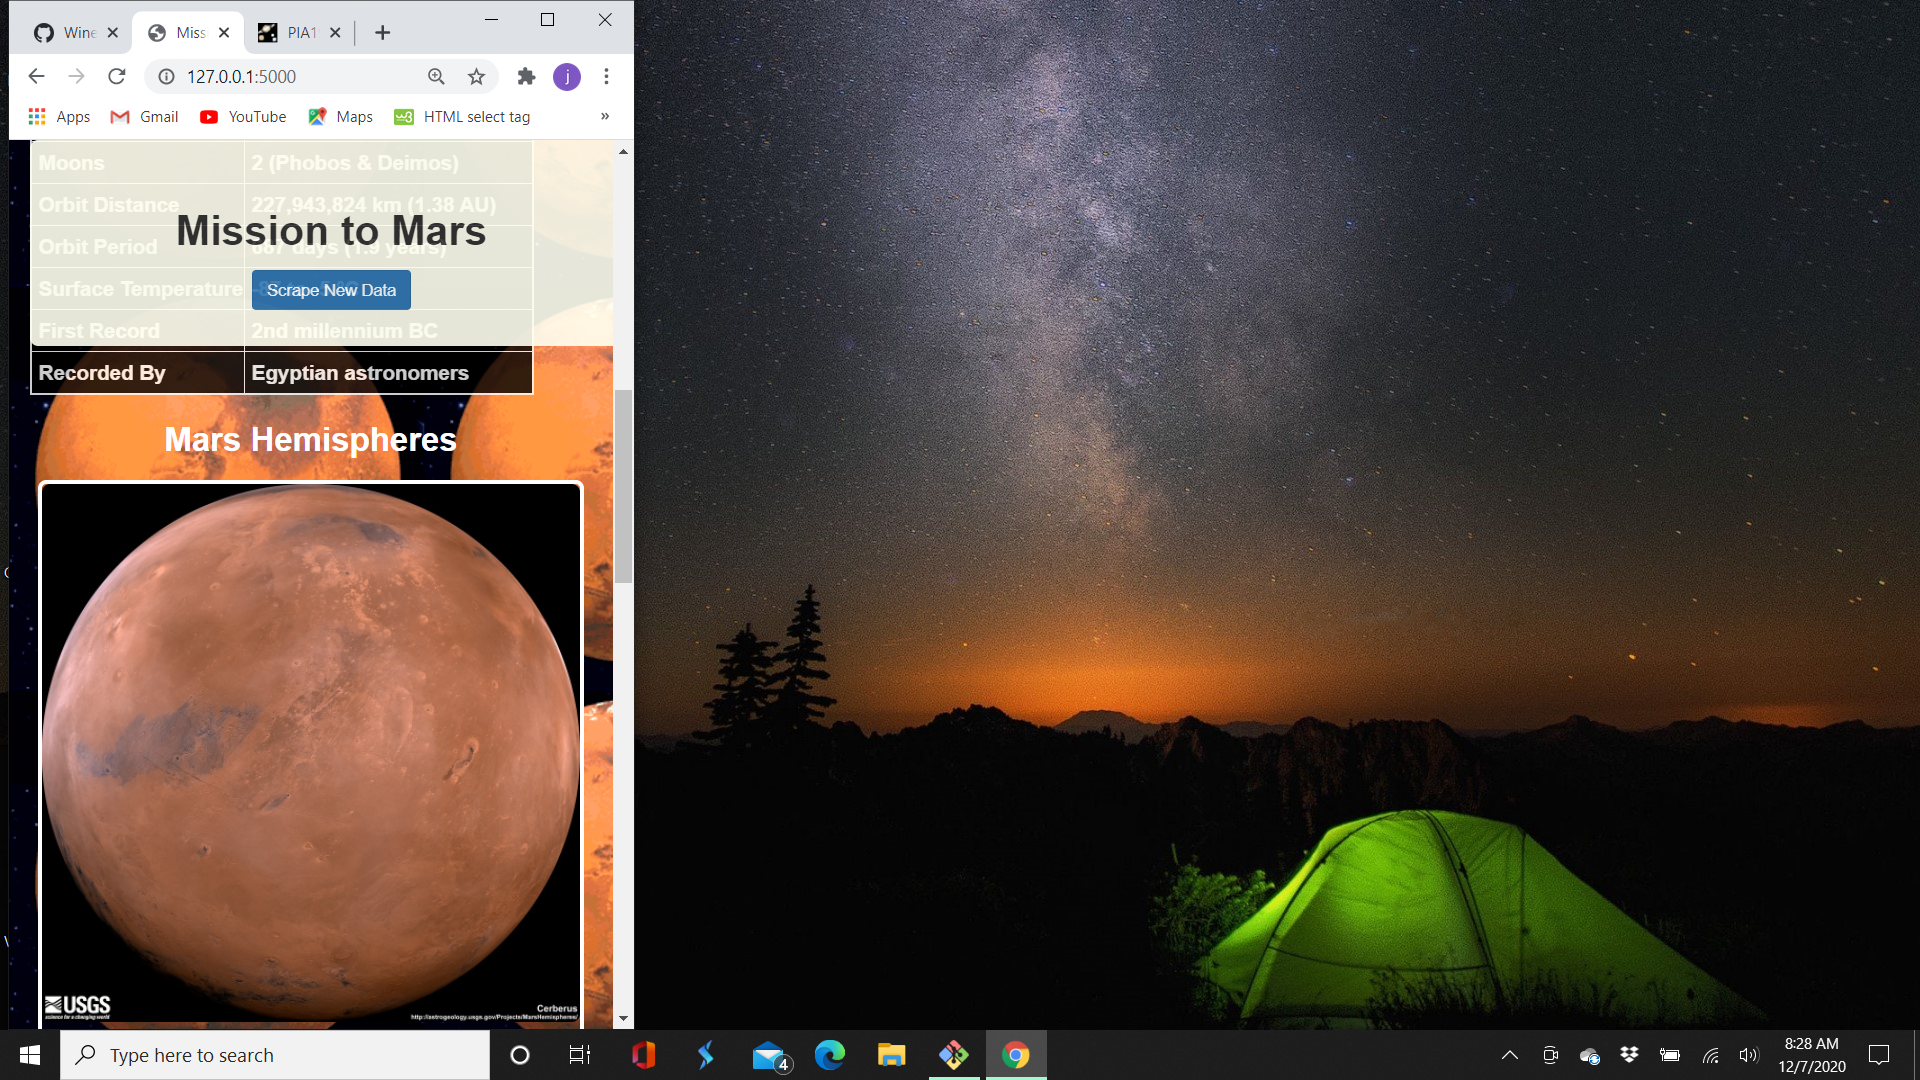 Wine
Miss
PIA1
127.0.0.1:5000
j
Apps
Gmail
YouTube
Maps
HTML select tag
»
Moons 2 (Phobos & Deimos)
Orbit Distance 227,943,824 km (1.38 AU)
Mission to Mars
Orbit Period 687 days (1.9 years)
Surface Temperature
Scrape New Data
First Record 2nd millennium BC
Recorded By Egyptian astronomers
Mars Hemispheres
USGS
science for a changing world
Cerberus
http://astrogeology.usgs.gov/Projects/MarsHemispheres/
Type here to search
4
8:28 AM
12/7/2020